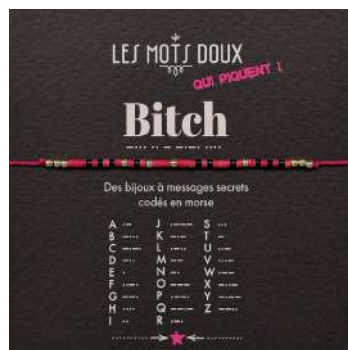 LES MOTS DOUX
QUI PIQUENT !
Bitch
Des bijoux à messages secrets
codés en morse
A J S
B K T
C L U
D M V
E N W
F O X
G P Y
H Q Z
I R